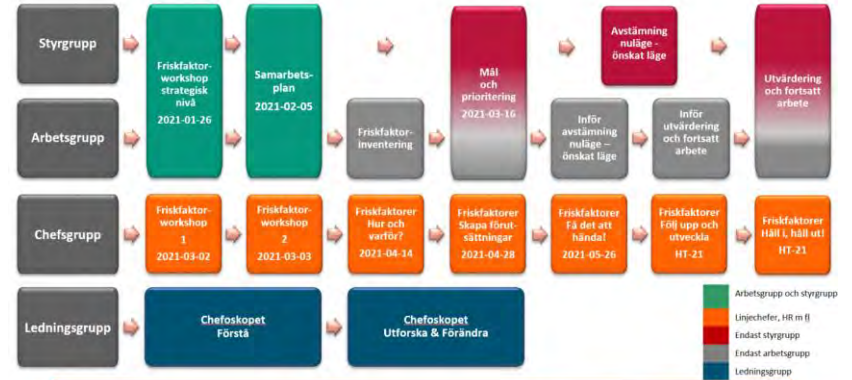 Styrgrupp
Friskfaktor-
workshop
strategisk
nivå
2021-01-26
Samarbets-
plan
2021-02-05
Mål
och
prioritering
2021-03-16
Avstämning
nuläge -
önskat läge
Utvärdering
och fortsatt
arbete
Arbetsgrupp
Friskfaktor-
inventering
Inför
avstämning
nuläge –
önskat läge
Inför
utvärdering
och fortsatt
arbete
Chefsgrupp
Friskfaktor-
workshop
1
2021-03-02
Friskfaktor-
workshop
2
2021-03-03
Friskfaktorer
Hur och
varför?
2021-04-14
Friskfaktorer
Skapa förut-
sättningar
2021-04-28
Friskfaktorer
Få det att
hända!
2021-05-26
Friskfaktorer
Följ upp och
utveckla
HT-21
Friskfaktorer
Håll i, håll ut!
HT-21
Ledningsgrupp
Chefoskopet
Förstå
Chefoskopet
Utforska & Förändra
Arbetsgrupp och styrgrupp
Linjechefer, HR m fl
Endast styrgrupp
Endast arbetsgrupp
Ledningsgrupp